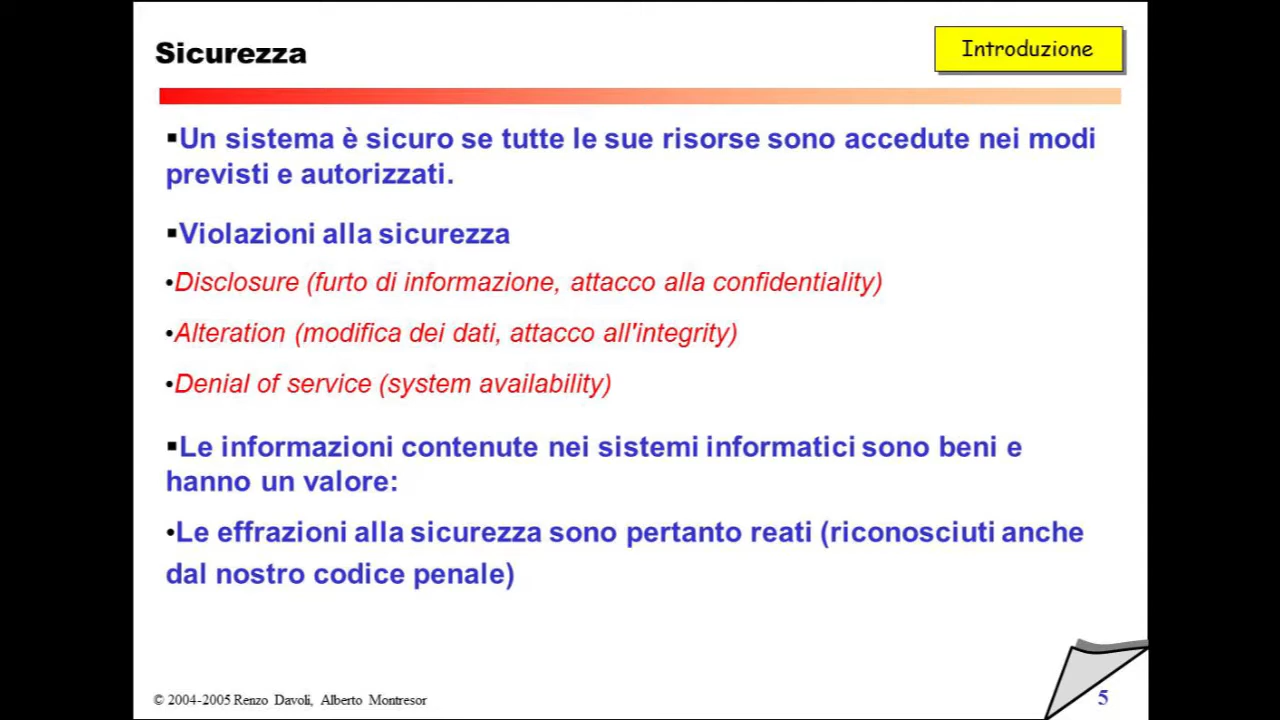 Sicurezza
Introduzione
▪Un sistema è sicuro se tutte le sue risorse sono accedute nei modi
previsti e autorizzati.
▪Violazioni alla sicurezza
•Disclosure (furto di informazione, attacco alla confidentiality)
•Alteration (modifica dei dati, attacco all'integrity)
•Denial of service (system availability)
▪Le informazioni contenute nei sistemi informatici sono beni e
hanno un valore:
•Le effrazioni alla sicurezza sono pertanto reati (riconosciuti anche
dal nostro codice penale)
© 2004-2005 Renzo Davoli, Alberto Montresor
5